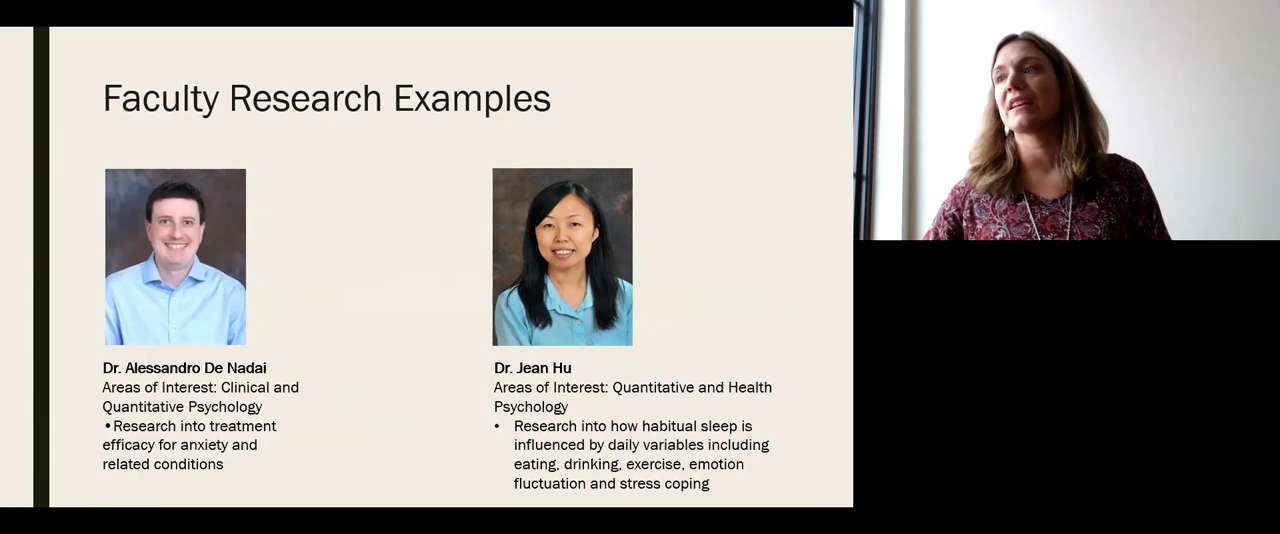 Faculty Research Examples
Dr. Alessandro De Nadai
Areas of Interest: Clinical and
Quantitative Psychology
•Research into treatment
efficacy for anxiety and
related conditions
Dr. Jean Hu
Areas of Interest: Quantitative and Health
Psychology
• Research into how habitual sleep is
influenced by daily variables including
eating, drinking, exercise, emotion
fluctuation and stress coping